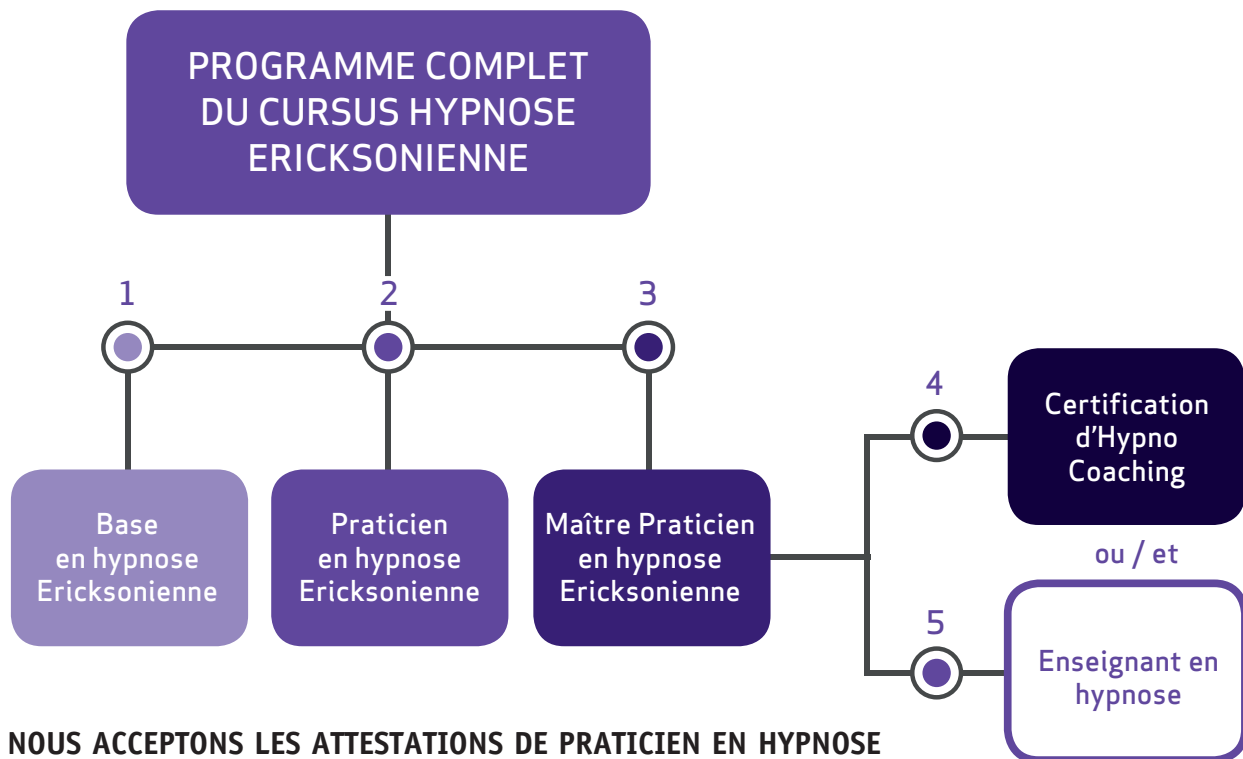 PROGRAMME COMPLET
DU CURSUS HYPNOSE
ERICKSONIENNE
1
2
3
Base
en hypnose
Ericksonienne
Praticien
en hypnose
Ericksonienne
Maître Praticien
en hypnose
Ericksonienne
4
Certification
d'Hypno
Coaching
ou / et
5
Enseignant en
hypnose
NOUS ACCEPTONS LES ATTESTATIONS DE PRATICIEN EN HYPNOSE